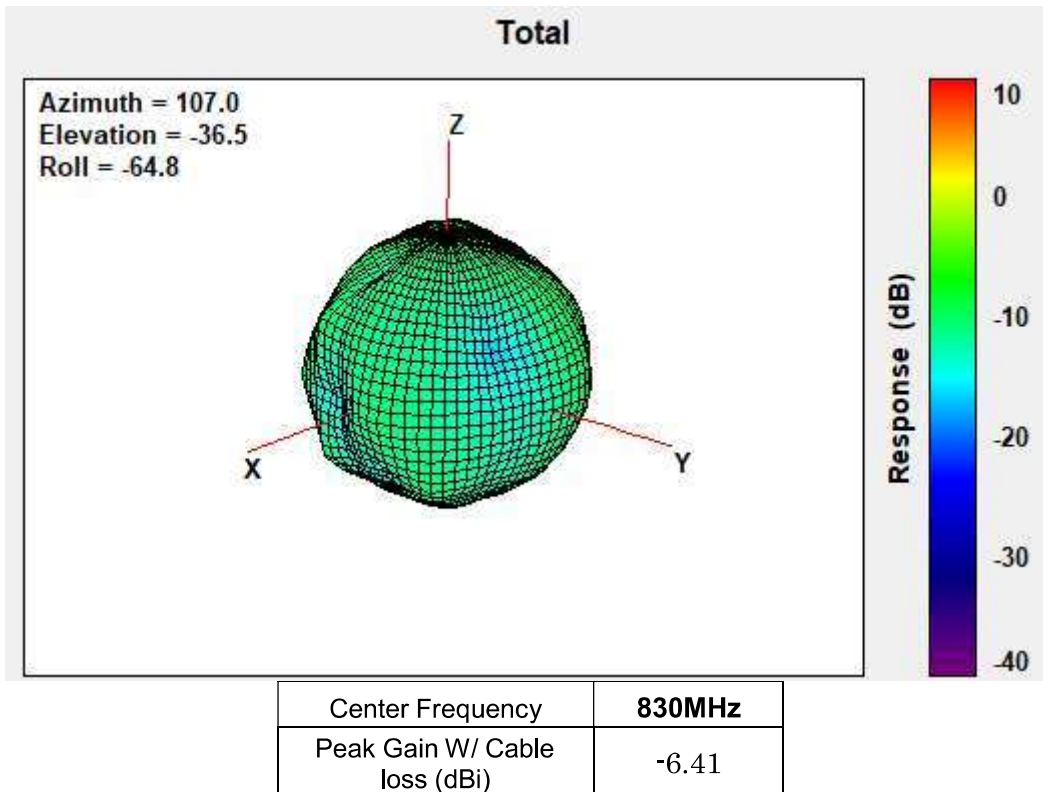 Total
Azimuth = 107.0
Elevation = -36.5
Roll = -64.8
Z
X
Y
10
0
-10
-20
-30
-40
Response (dB)
Center Frequency 830MHz
Peak Gain W/ Cable
loss (dBi) -6.41